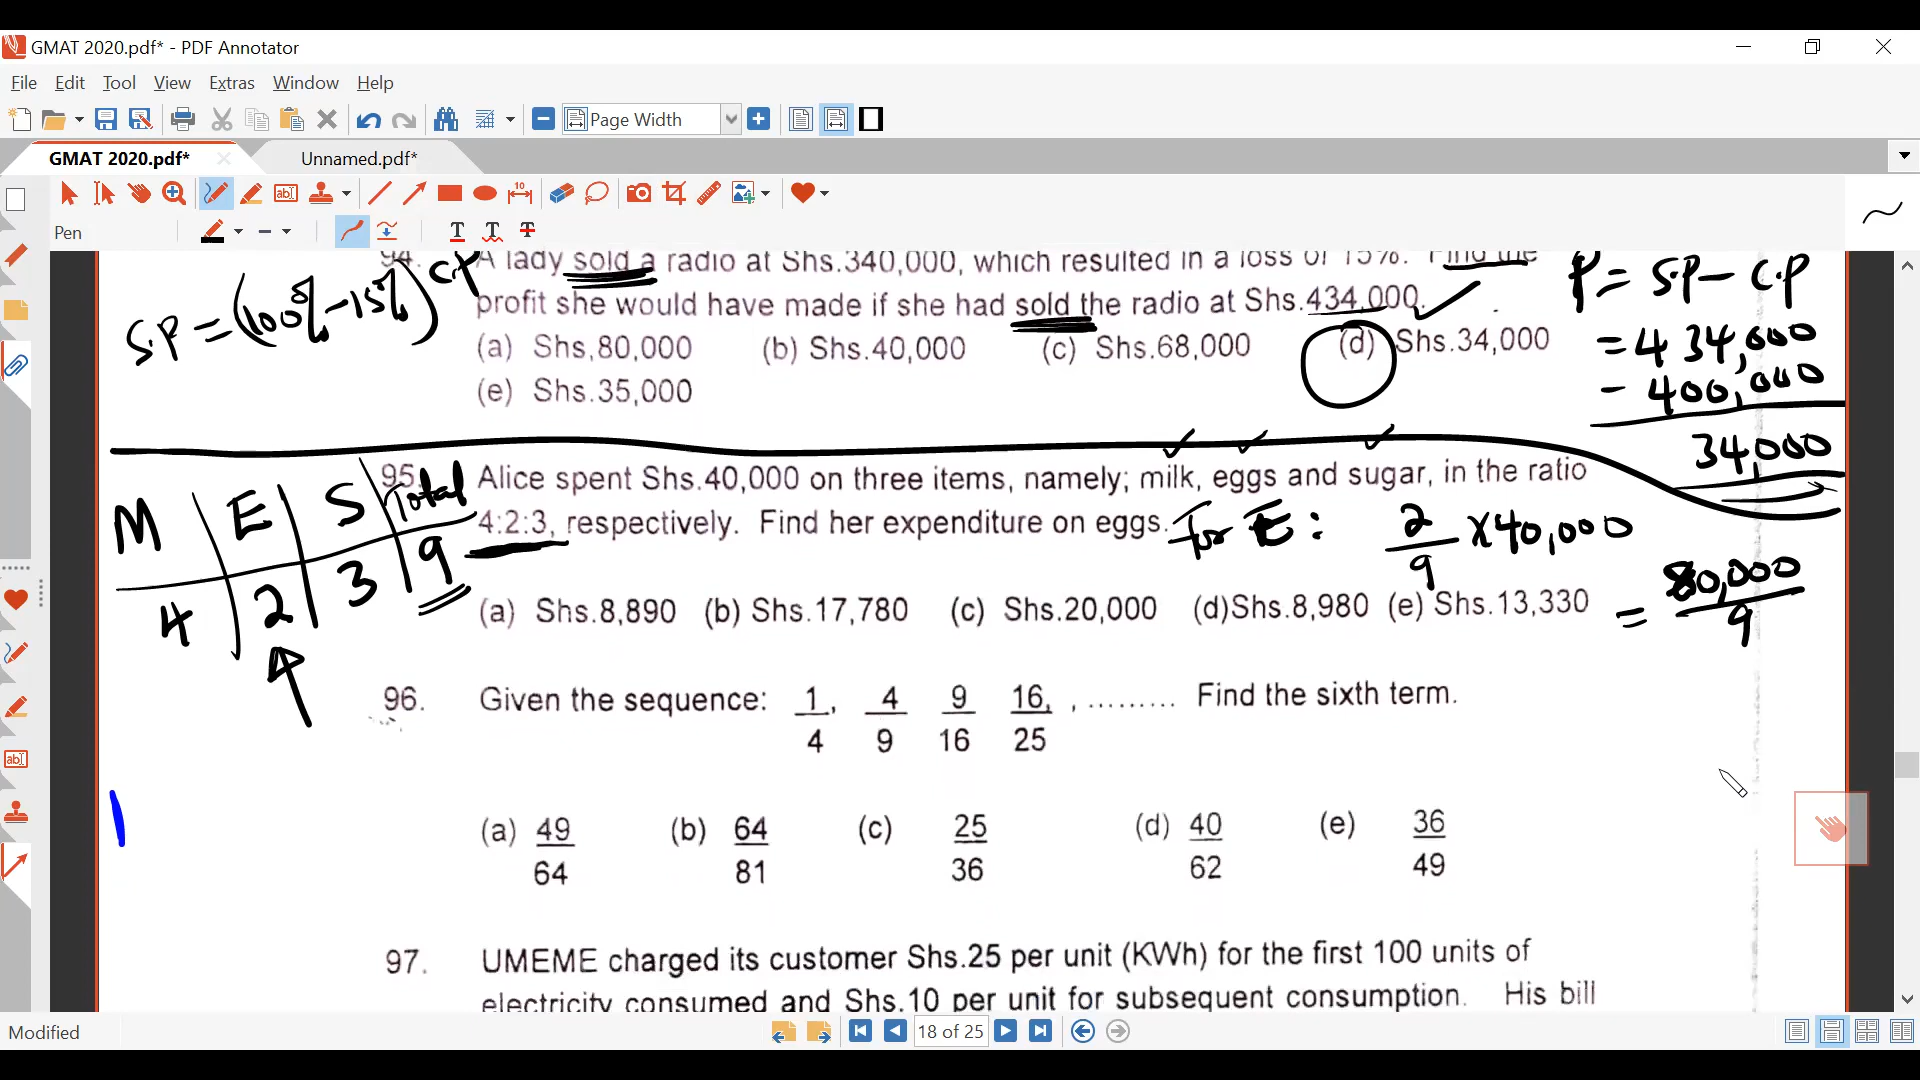 GMAT 2020.pdf* - PDF Annotator
File Edit Tool View Extras Window Help
Page Width
GMAT 2020.pdf* Unnamed.pdf*
Pen
94. A lady sold a radio at Shs.340,000, which resulted in a loss of 15%. Find the
profit she would have made if she had sold the radio at Shs.434,000.
(a) Shs,80,000 (b) Shs.40,000 (c) Shs.68,000 (d) Shs.34,000
(e) Shs.35,000
S.P = (100% - 15%) C.P
P = S.P - C.P
= 434,000
- 400,000
34,000
95. Alice spent Shs.40,000 on three items, namely; milk, eggs and sugar, in the ratio
4:2:3, respectively. Find her expenditure on eggs.
M E S Total
4 2 3 9
For E: 2/9 x 40,000
= 80,000/9
(a) Shs.8,890 (b) Shs.17,780 (c) Shs.20,000 (d)Shs.8,980 (e) Shs.13,330
96. Given the sequence: 1/4, 4/9 9/16 16,/25 , ......... Find the sixth term.
(a) 49/64 (b) 64/81 (c) 25/36 (d) 40/62 (e) 36/49
97. UMEME charged its customer Shs.25 per unit (KWh) for the first 100 units of
electricity consumed and Shs.10 per unit for subsequent consumption. His bill
Modified
18 of 25